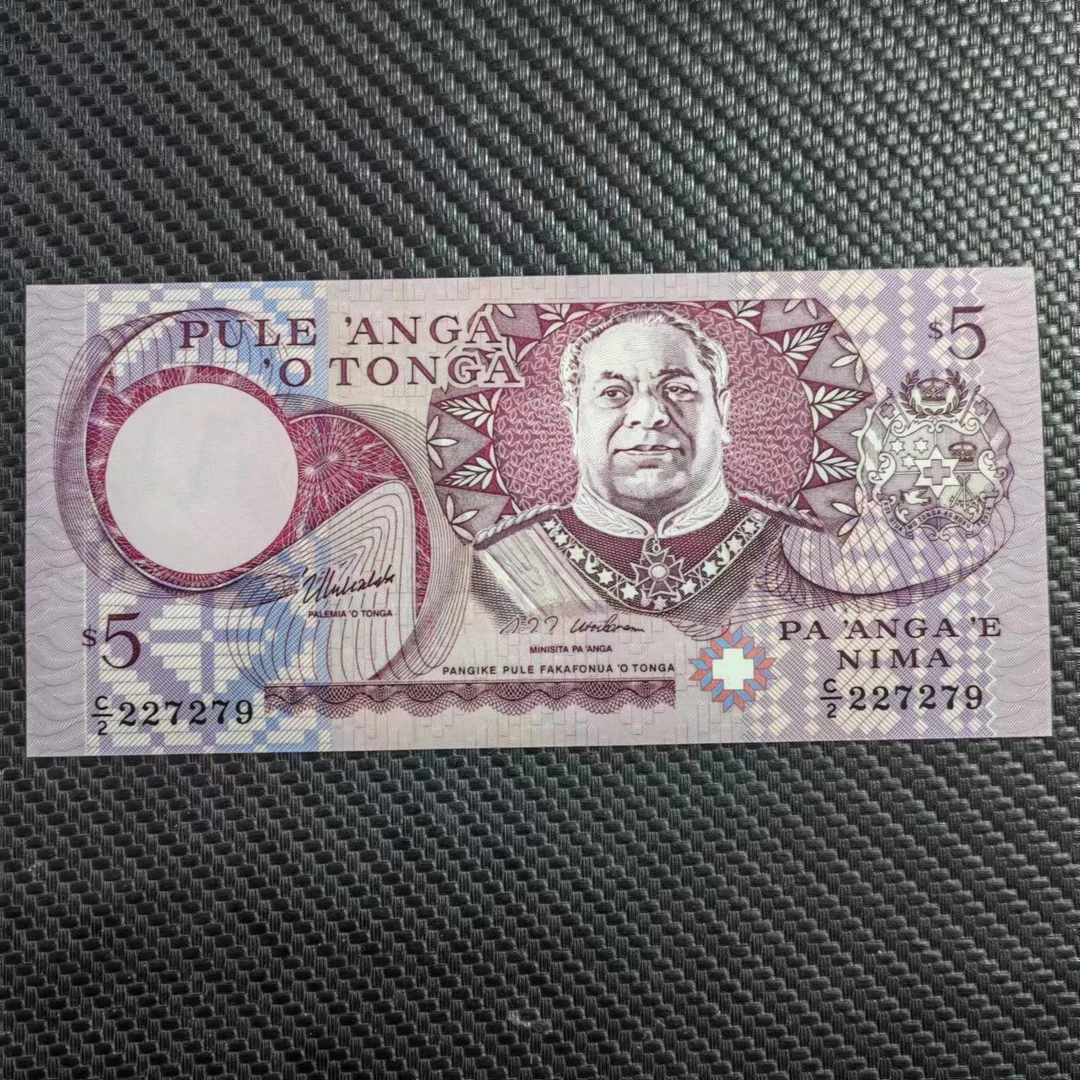 PULE 'ANGA
'O TONGA
$5
PALEMIA 'O TONGA
MINISITA PA 'ANGA
PANGIKE PULE FAKAFONUA 'O TONGA
$5
PA 'ANGA 'E
NIMA
C/2 227279
C/2 227279